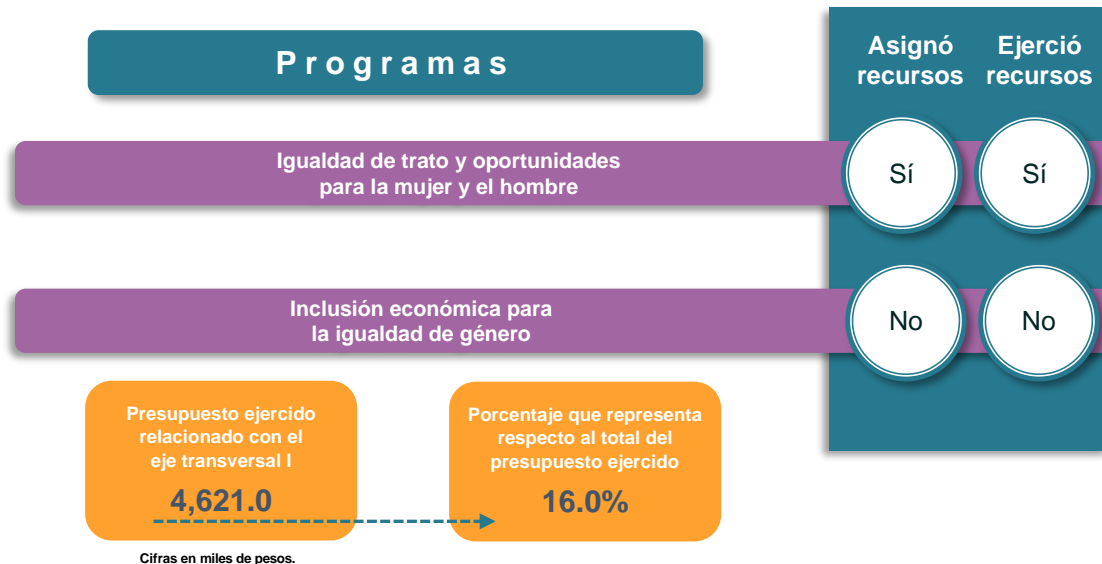 Programas
Asignó
recursos
Ejerció
recursos
Igualdad de trato y oportunidades
para la mujer y el hombre
Sí
Sí
Inclusión económica para
la igualdad de género
No
No
Presupuesto ejercido
relacionado con el
eje transversal I
4,621.0
Porcentaje que representa
respecto al total del
presupuesto ejercido
16.0%
Cifras en miles de pesos.